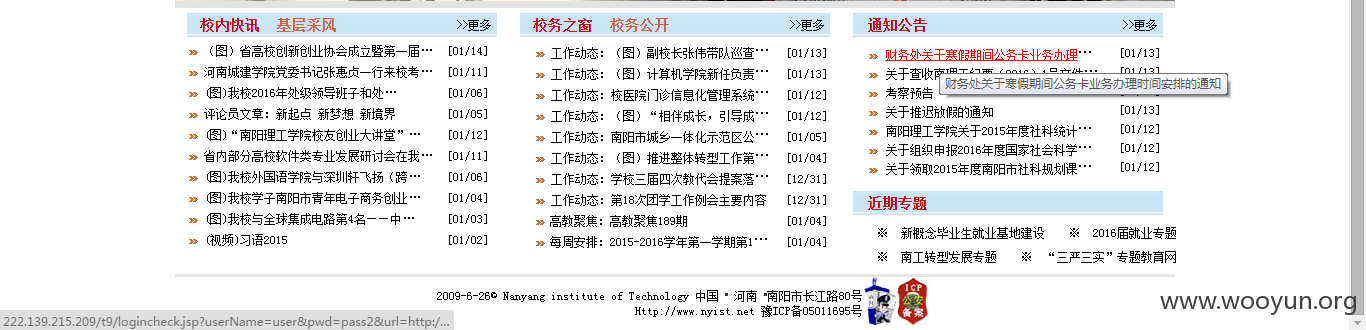 校内快讯 基层采风 >>更多
（图）省高校创新创业协会成立暨第一届··· [01/14]
河南城建学院党委书记张惠贞一行来校考··· [01/11]
(图)我校2016年处级领导班子和处··· [01/04]
评论员文章：新起点 新梦想 新境界 [01/05]
(图)“南阳理工学院校友创业大讲堂”··· [01/06]
省内部分高校软件类专业发展研讨会在我··· [01/11]
(图)我校外国语学院与深圳轩飞扬（跨··· [01/06]
(图)我校学子南阳市青年电子商务创业··· [01/04]
(图)我校与全球集成电路第4名－－中··· [01/03]
(视频)习语2015 [01/02]
校务之窗 校务公开 >>更多
工作动态：（图）副校长张伟带队巡查··· [01/13]
工作动态：（图）计算机学院新任负责··· [01/13]
工作动态：校医院门诊信息化管理系统··· [01/12]
工作动态：（图）“相伴成长，引导成··· [01/12]
工作动态：南阳市城乡一体化示范区公··· [01/05]
工作动态：（图）推进整体转型工作第··· [01/04]
工作动态：学校三届四次教代会提案落··· [12/31]
工作动态：第18次团学工作例会主要内容 [12/31]
高教聚焦：高教聚焦189期 [01/04]
每周安排：2015-2016学年第一学期第1··· [01/04]
通知公告 >>更多
财务处关于寒假期间公务卡业务办理··· [01/13]
财务处关于寒假期间公务卡业务办理时间安排的通知
考察预告
关于推迟放假的通知 [01/13]
南阳理工学院关于2015年度社科统计··· [01/12]
关于组织申报2016年度国家社会科学··· [01/12]
关于领取2015年度南阳市社科规划课··· [01/12]
近期专题
※ 新概念毕业生就业基地建设 ※ 2016届就业专题
※ 南工转型发展专题 ※ “三严三实”专题教育网
2009-6-26© Nanyang institute of Technology 中国 " 河南 "南阳市长江路80号
Http://www.nyist.net 豫ICP备05011695号
ICP
备案
www.wooyun.org
222.139.215.209/t9/logincheck.jsp?userName=user&pwd=pass2&url=http:/...